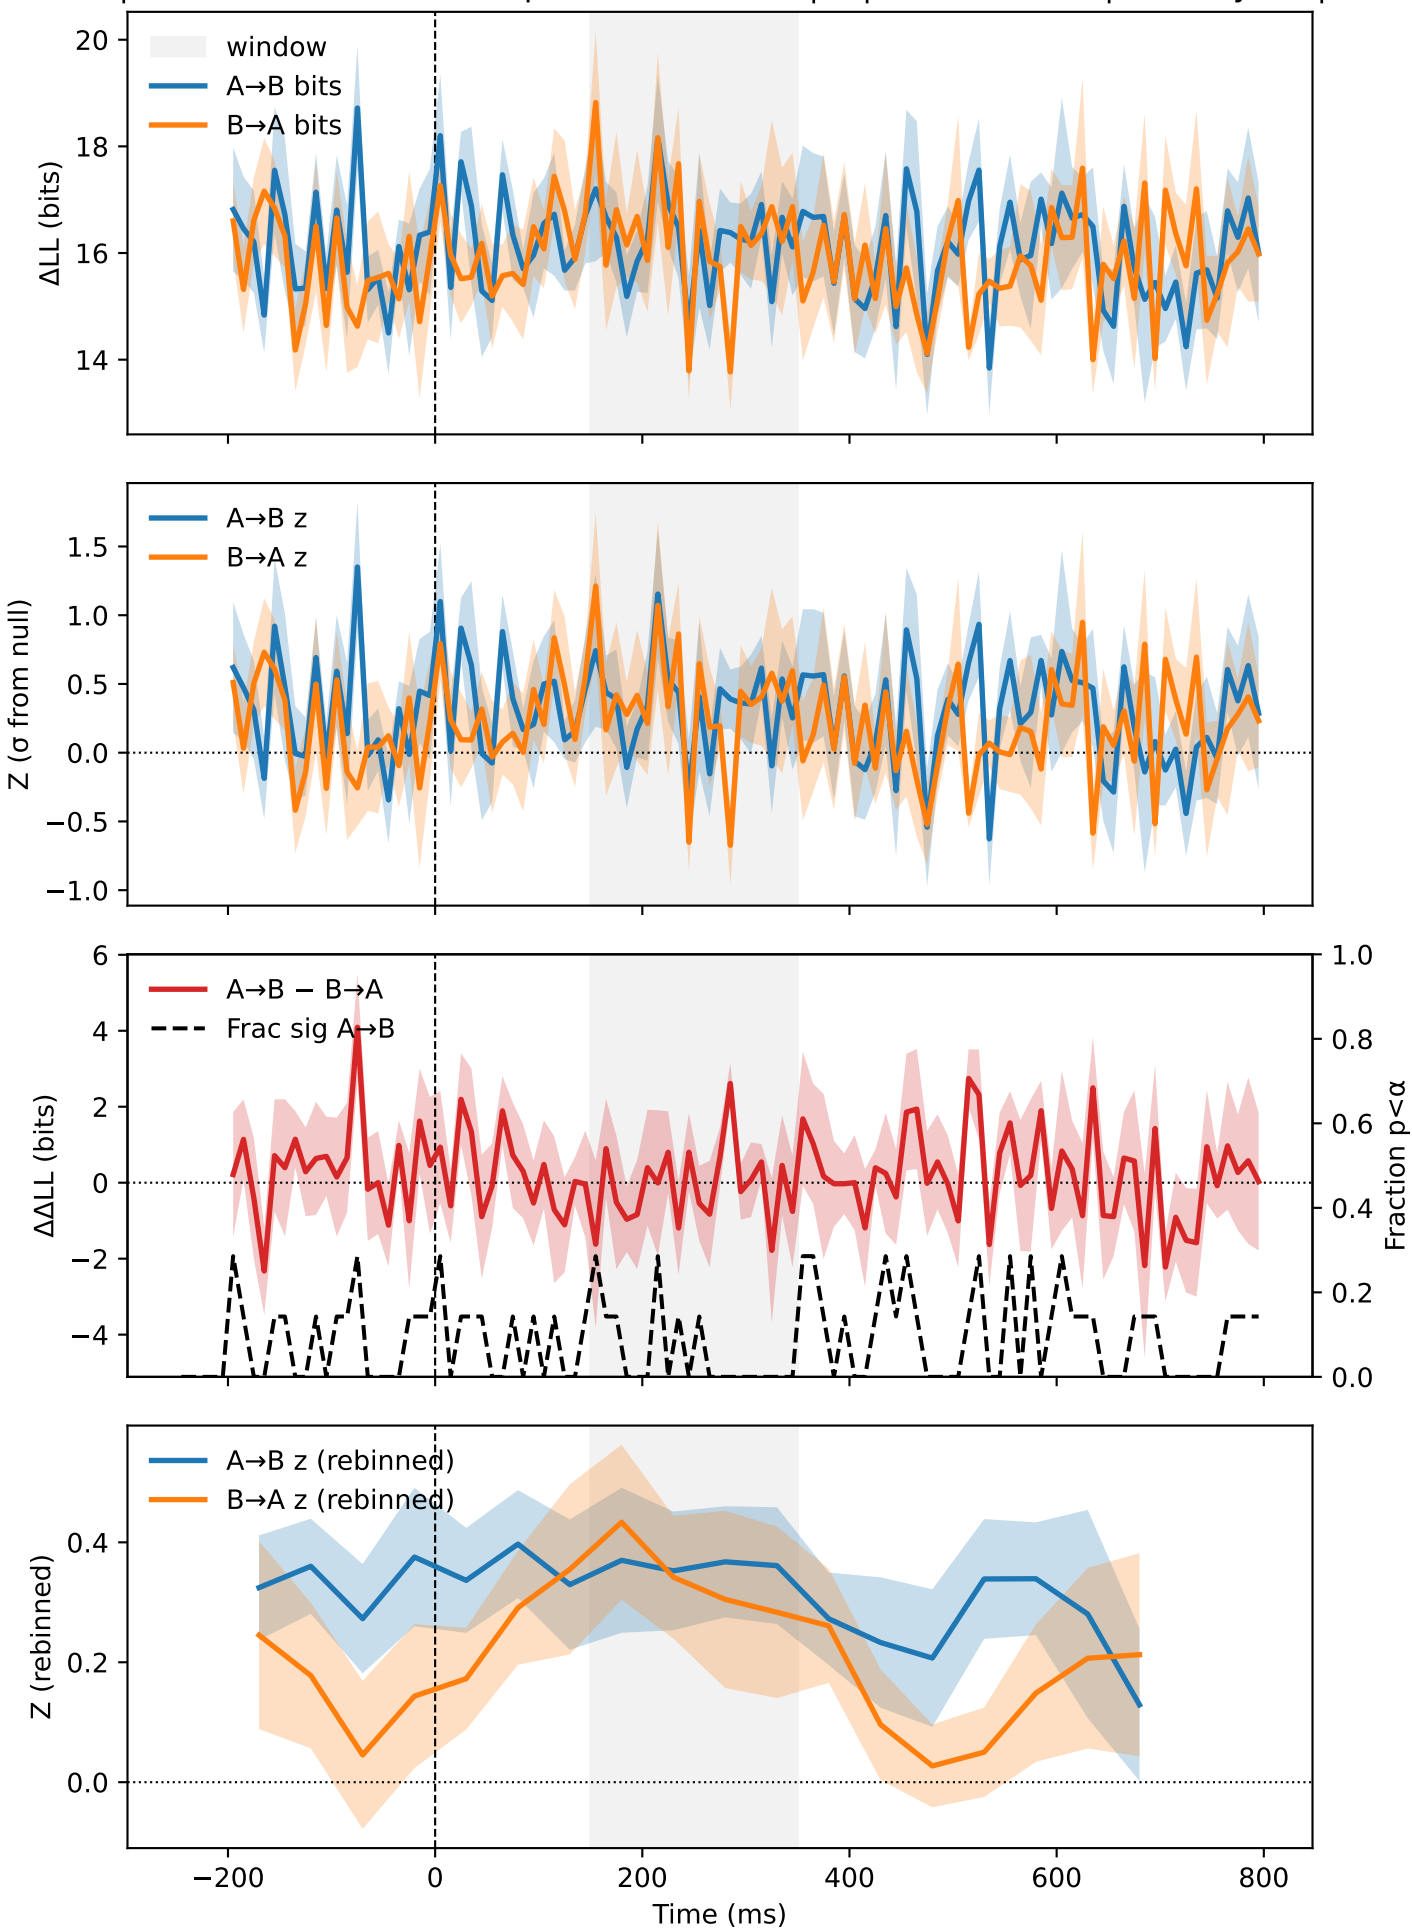 20
18
16
14
ΔLL (bits)
window
A→B bits
B→A bits
1.5
1.0
0.5
0.0
−0.5
−1.0
Z (σ from null)
A→B z
B→A z
6
4
2
0
−2
−4
ΔΔLL (bits)
A→B − B→A
Frac sig A→B
1.0
0.8
0.6
0.4
0.2
0.0
Fraction p<α
0.4
0.2
0.0
Z (rebinned)
A→B z (rebinned)
B→A z (rebinned)
−200
0
200
400
600
800
Time (ms)